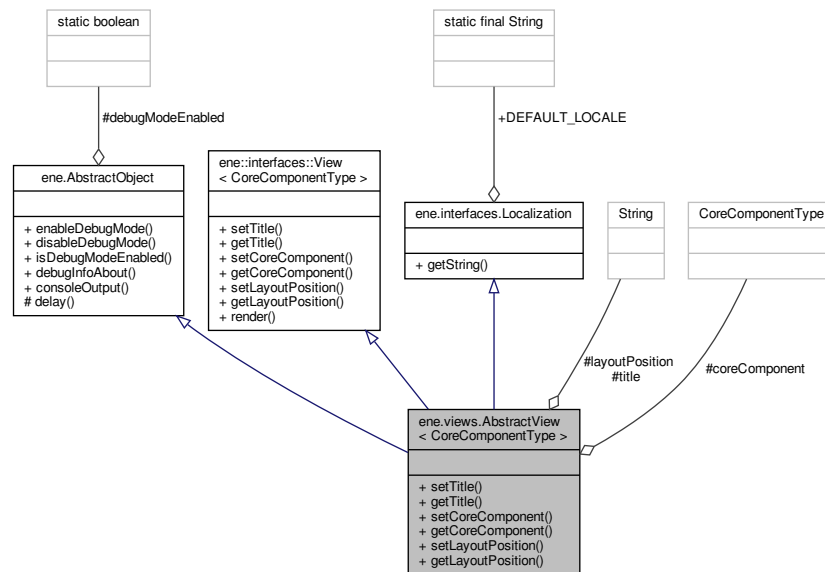 static boolean
static final String
#debugModeEnabled
+DEFAULT_LOCALE
ene.AbstractObject
+ enableDebugMode()
+ disableDebugMode()
+ isDebugModeEnabled()
+ debugInfoAbout()
+ consoleOutput()
# delay()
ene::interfaces::View
< CoreComponentType >
+ setTitle()
+ getTitle()
+ setCoreComponent()
+ getCoreComponent()
+ setLayoutPosition()
+ getLayoutPosition()
+ render()
ene.interfaces.Localization
+ getString()
String
CoreComponentType
#layoutPosition
#title
#coreComponent
ene.views.AbstractView
< CoreComponentType >
+ setTitle()
+ getTitle()
+ setCoreComponent()
+ getCoreComponent()
+ setLayoutPosition()
+ getLayoutPosition()